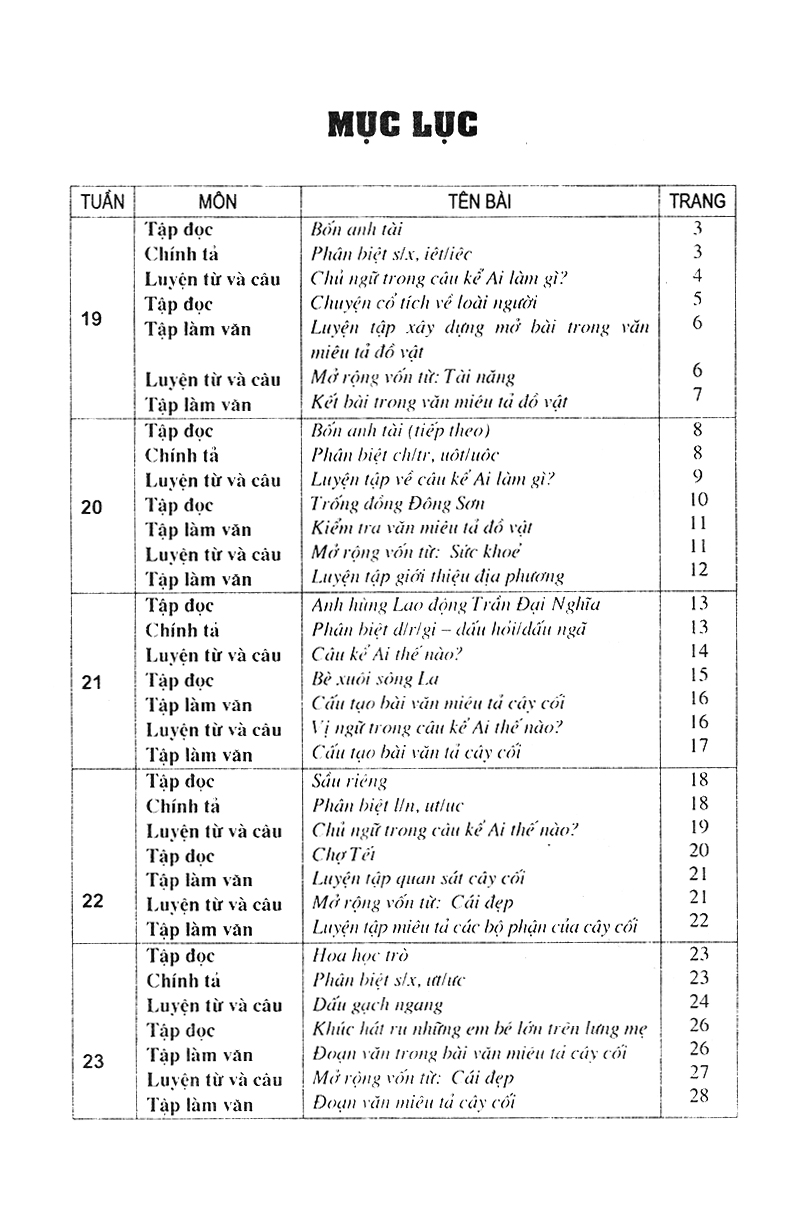 MỤC LỤC
TUẦN MÔN TÊN BÀI TRANG
Tập đọc Bốn anh tài 3
Chính tả Phân biệt s/x, iêt/iêc 3
Luyện từ và câu Chủ ngữ trong câu kể Ai làm gì? 4
Tập đọc Chuyện cổ tích về loài người 5
19 Tập làm văn Luyện tập xây dựng mở bài trong văn 6
miêu tả đồ vật
Luyện từ và câu Mở rộng vốn từ: Tài năng 6
Tập làm văn Kết bài trong văn miêu tả đồ vật 7
Tập đọc Bốn anh tài (tiếp theo) 8
Chính tả Phân biệt ch/tr, uôt/uôc 8
Luyện từ và câu Luyện tập về câu kể Ai làm gì? 9
20 Tập đọc Trống đồng Đông Sơn 10
Tập làm văn Kiểm tra văn miêu tả đồ vật 11
Luyện từ và câu Mở rộng vốn từ: Sức khoẻ 11
Tập làm văn Luyện tập giới thiệu địa phương 12
Tập đọc Anh hùng Lao động Trần Đại Nghĩa 13
Chính tả Phân biệt d/r/gi – dấu hỏi/dấu ngã 13
Luyện từ và câu Câu kể Ai thế nào? 14
21 Tập đọc Bè xuôi sông La 15
Tập làm văn Cấu tạo bài văn miêu tả cây cối 16
Luyện từ và câu Vị ngữ trong câu kể Ai thế nào? 16
Tập làm văn Cấu tạo bài văn tả cây cối 17
Tập đọc Sầu riêng 18
Chính tả Phân biệt l/n, ut/uc 18
Luyện từ và câu Chủ ngữ trong câu kể Ai thế nào? 19
Tập đọc Chợ Tết 20
Tập làm văn Luyện tập quan sát cây cối 21
22 Luyện từ và câu Mở rộng vốn từ: Cái đẹp 21
Tập làm văn Luyện tập miêu tả các bộ phận của cây cối 22
Tập đọc Hoa học trò 23
Chính tả Phân biệt s/x, ưt/ưc 23
Luyện từ và câu Dấu gạch ngang 24
Tập đọc Khúc hát ru những em bé lớn trên lưng mẹ 26
23 Tập làm văn Đoạn văn trong bài văn miêu tả cây cối 26
Luyện từ và câu Mở rộng vốn từ: Cái đẹp 27
Tập làm văn Đoạn văn miêu tả cây cối 28